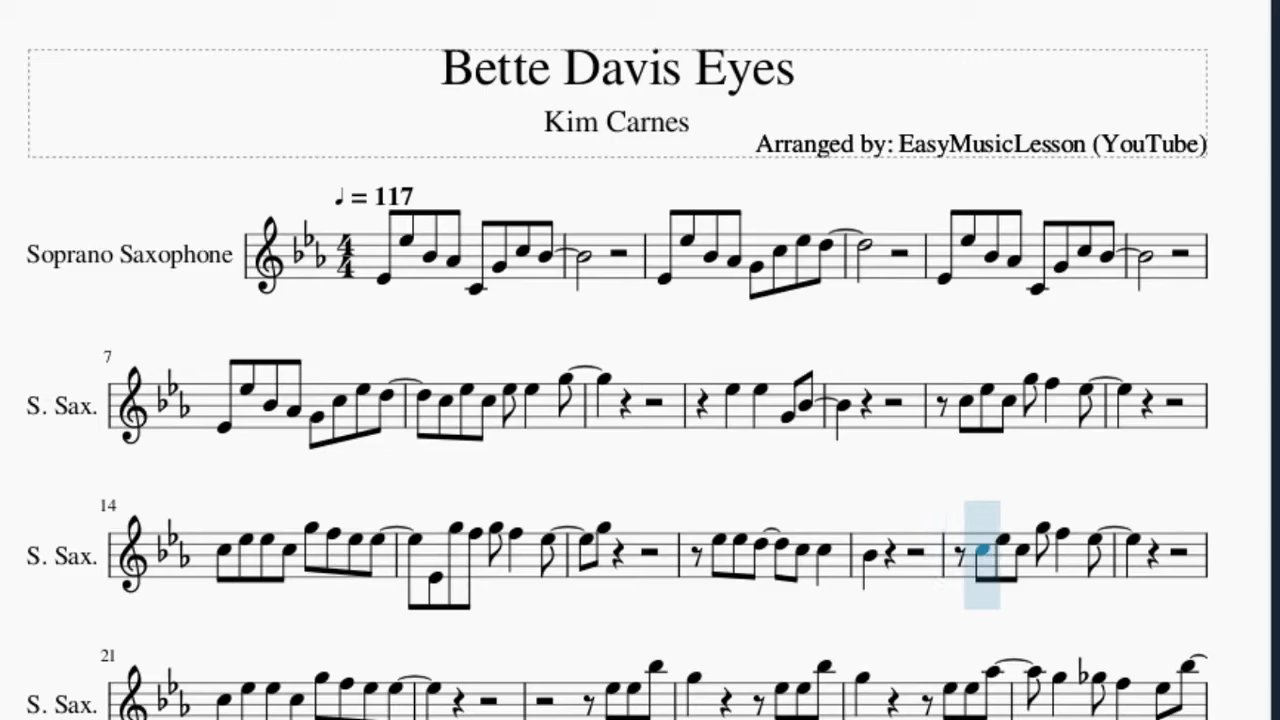 Bette Davis Eyes
Kim Carnes
Arranged by: EasyMusicLesson (YouTube)
♩ = 117
Soprano Saxophone
4
4
7
S. Sax.
14
S. Sax.
21
S. Sax.